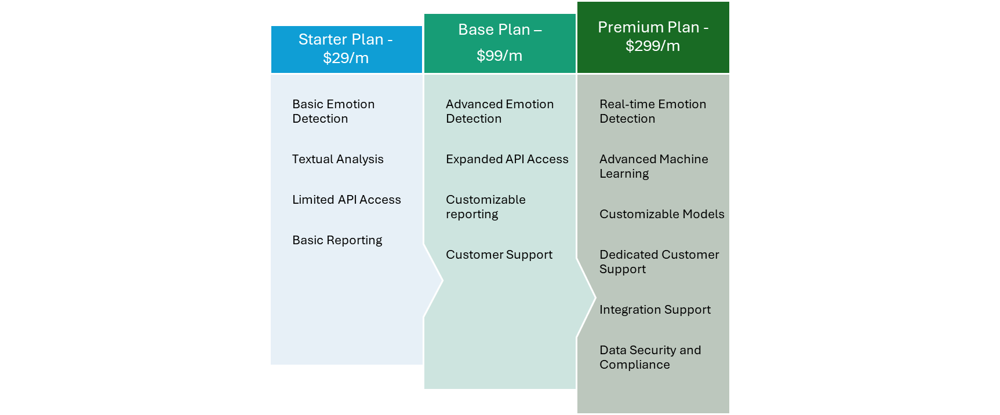 Starter Plan -
$29/m
Basic Emotion
Detection
Textual Analysis
Limited API Access
Basic Reporting
Base Plan –
$99/m
Advanced Emotion
Detection
Expanded API Access
Customizable
reporting
Customer Support
Premium Plan -
$299/m
Real-time Emotion
Detection
Advanced Machine
Learning
Customizable Models
Dedicated Customer
Support
Integration Support
Data Security and
Compliance